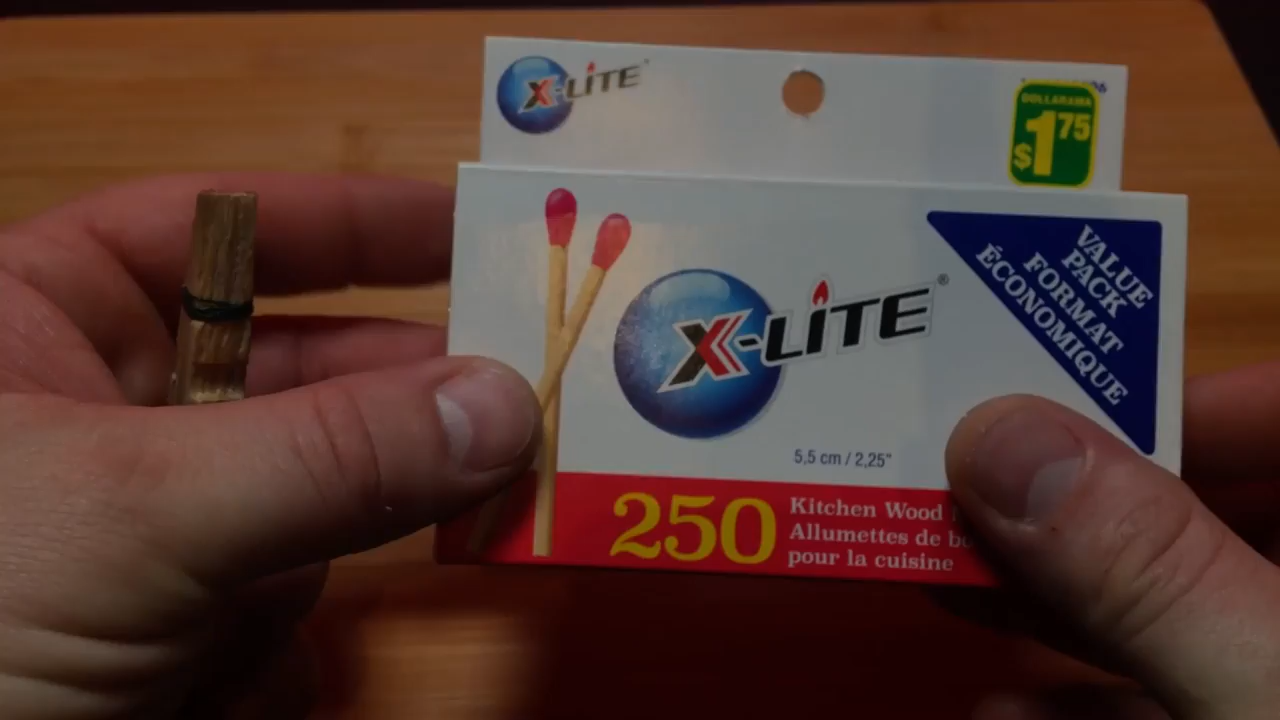 X-LiTE
DOLLARAMA
$1.75
VALUE
PACK
FORMAT
ÉCONOMIQUE
X-LiTE®
5,5 cm / 2,25"
250
Kitchen Wood
Allumettes de
pour la cuisine